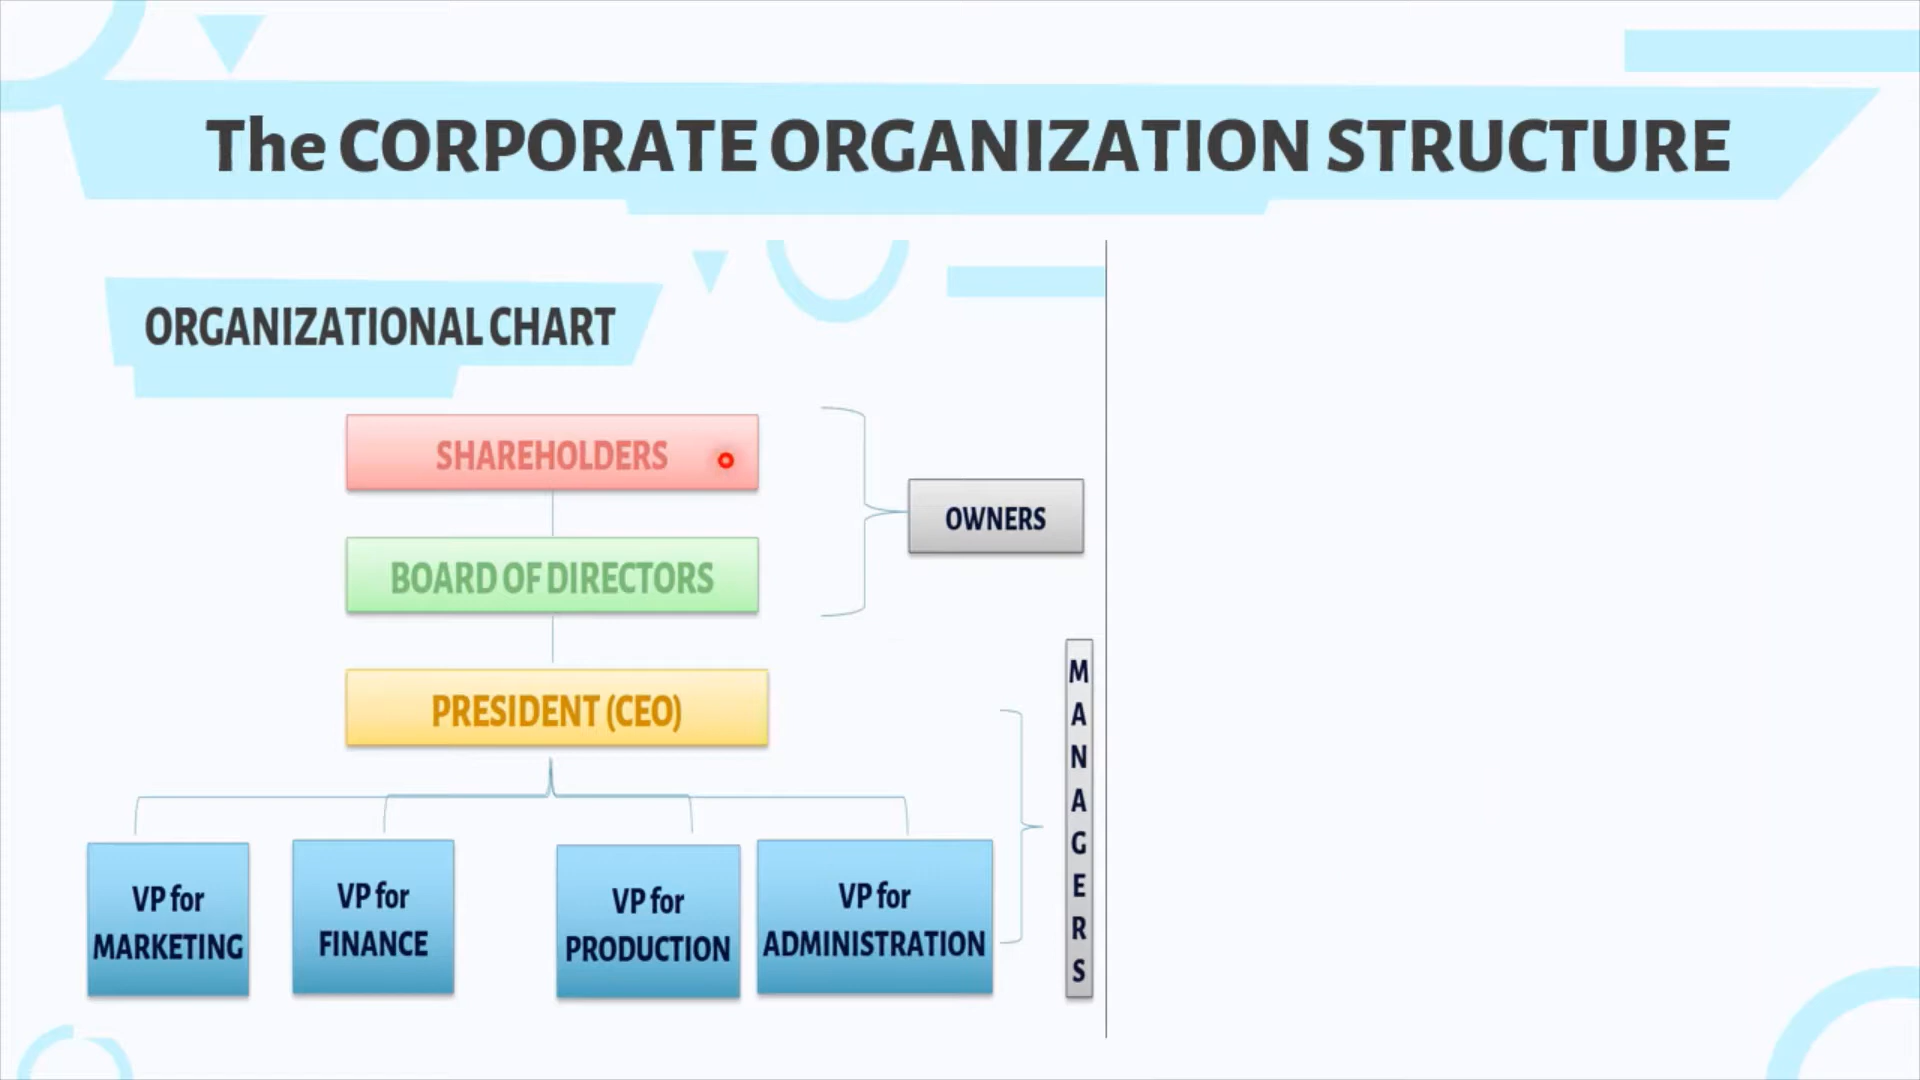 The CORPORATE ORGANIZATION STRUCTURE
ORGANIZATIONAL CHART
SHAREHOLDERS
OWNERS
BOARD OF DIRECTORS
PRESIDENT (CEO)
MANAGERS
VP for
MARKETING
VP for
FINANCE
VP for
PRODUCTION
VP for
ADMINISTRATION